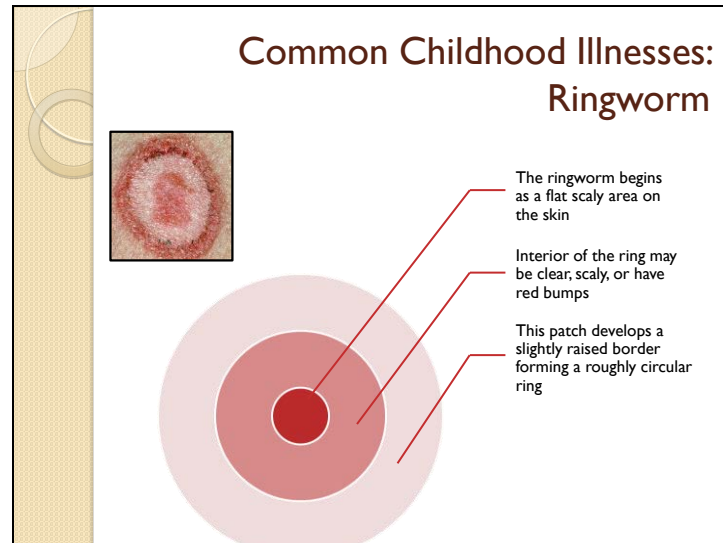 Common Childhood Illnesses:
Ringworm
The ringworm begins
as a flat scaly area on
the skin
Interior of the ring may
be clear, scaly, or have
red bumps
This patch develops a
slightly raised border
forming a roughly circular
ring